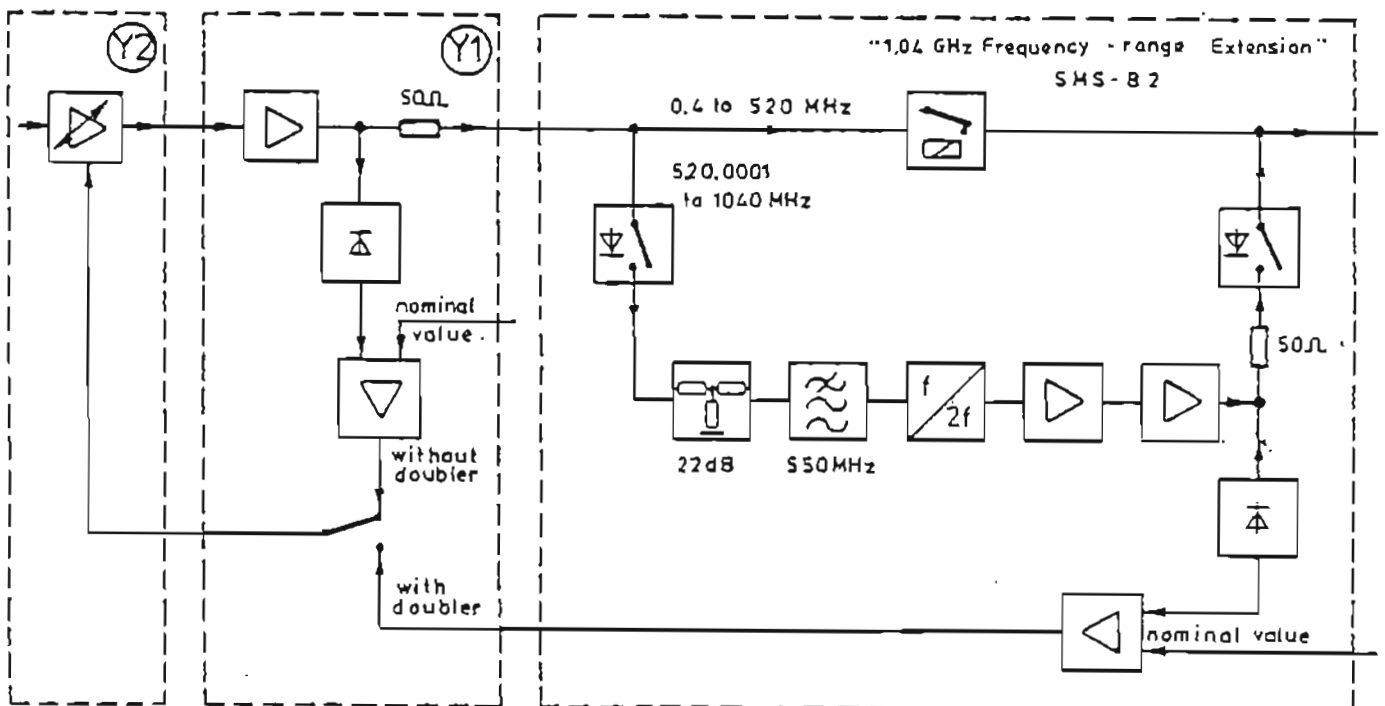 Y2
Y1
"1,04 GHz Frequency - range Extension"
SMS - B 2
50Ω
0.4 to 520 MHz
520.0001
to 1040 MHz
nominal
value.
50Ω
f
2f
22dB
550MHz
without
doubler
with
doubler
nominal value